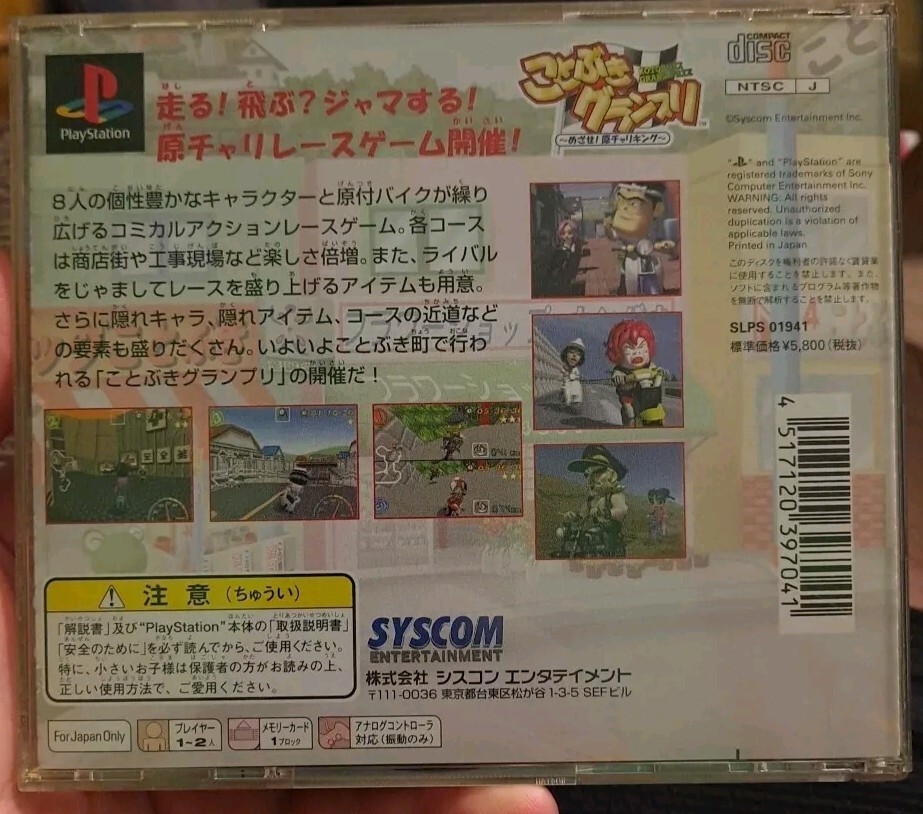 PlayStation
走る！飛ぶ？ジャマする！
原チャリレースゲーム開催！
8人の個性豊かなキャラクターと原付バイクが繰り
広げるコミカルアクションレースゲーム。各コース
は商店街や工事現場など楽しさ倍増。また、ライバル
をじゃましてレースを盛り上げるアイテムも用意。
さらに隠れキャラ、隠れアイテム、コースの近道など
の要素も盛りだくさん。いよいよことぶき町で行わ
れる「ことぶきグランプリ」の開催だ！
ことぶき
グランプリ
〜めざせ！原チャリキング〜
COMPACT
disc
NTSC J
©Syscom Entertainment Inc.
" " and "PlayStation" are
registered trademarks of Sony
Computer Entertainment Inc.
WARNING: All rights
reserved. Unauthorized
duplication is a violation of
applicable laws.
Printed in Japan
このディスクを権利者の許諾なく賃貸業
に使用することを禁止します。また、
ソフトに含まれるプログラム等著作物
を無断で解析することを禁止します。
SLPS 01941
標準価格¥5,800(税抜)
4 517120 397041
注意(ちゅうい)
「解説書」及び"PlayStation"本体の「取扱説明書」
「安全のために」を必ず読んでから、ご使用ください。
特に、小さいお子様は保護者の方がお読みの上、
正しい使用方法で、ご愛用ください。
SYSCOM
ENTERTAINMENT
株式会社 シスコン エンタテイメント
〒111-0036 東京都台東区松が谷1-3-5 SEFビル
For Japan Only
プレイヤー
1〜2人
メモリーカード
1ブロック
アナログコントローラ
対応(振動のみ)